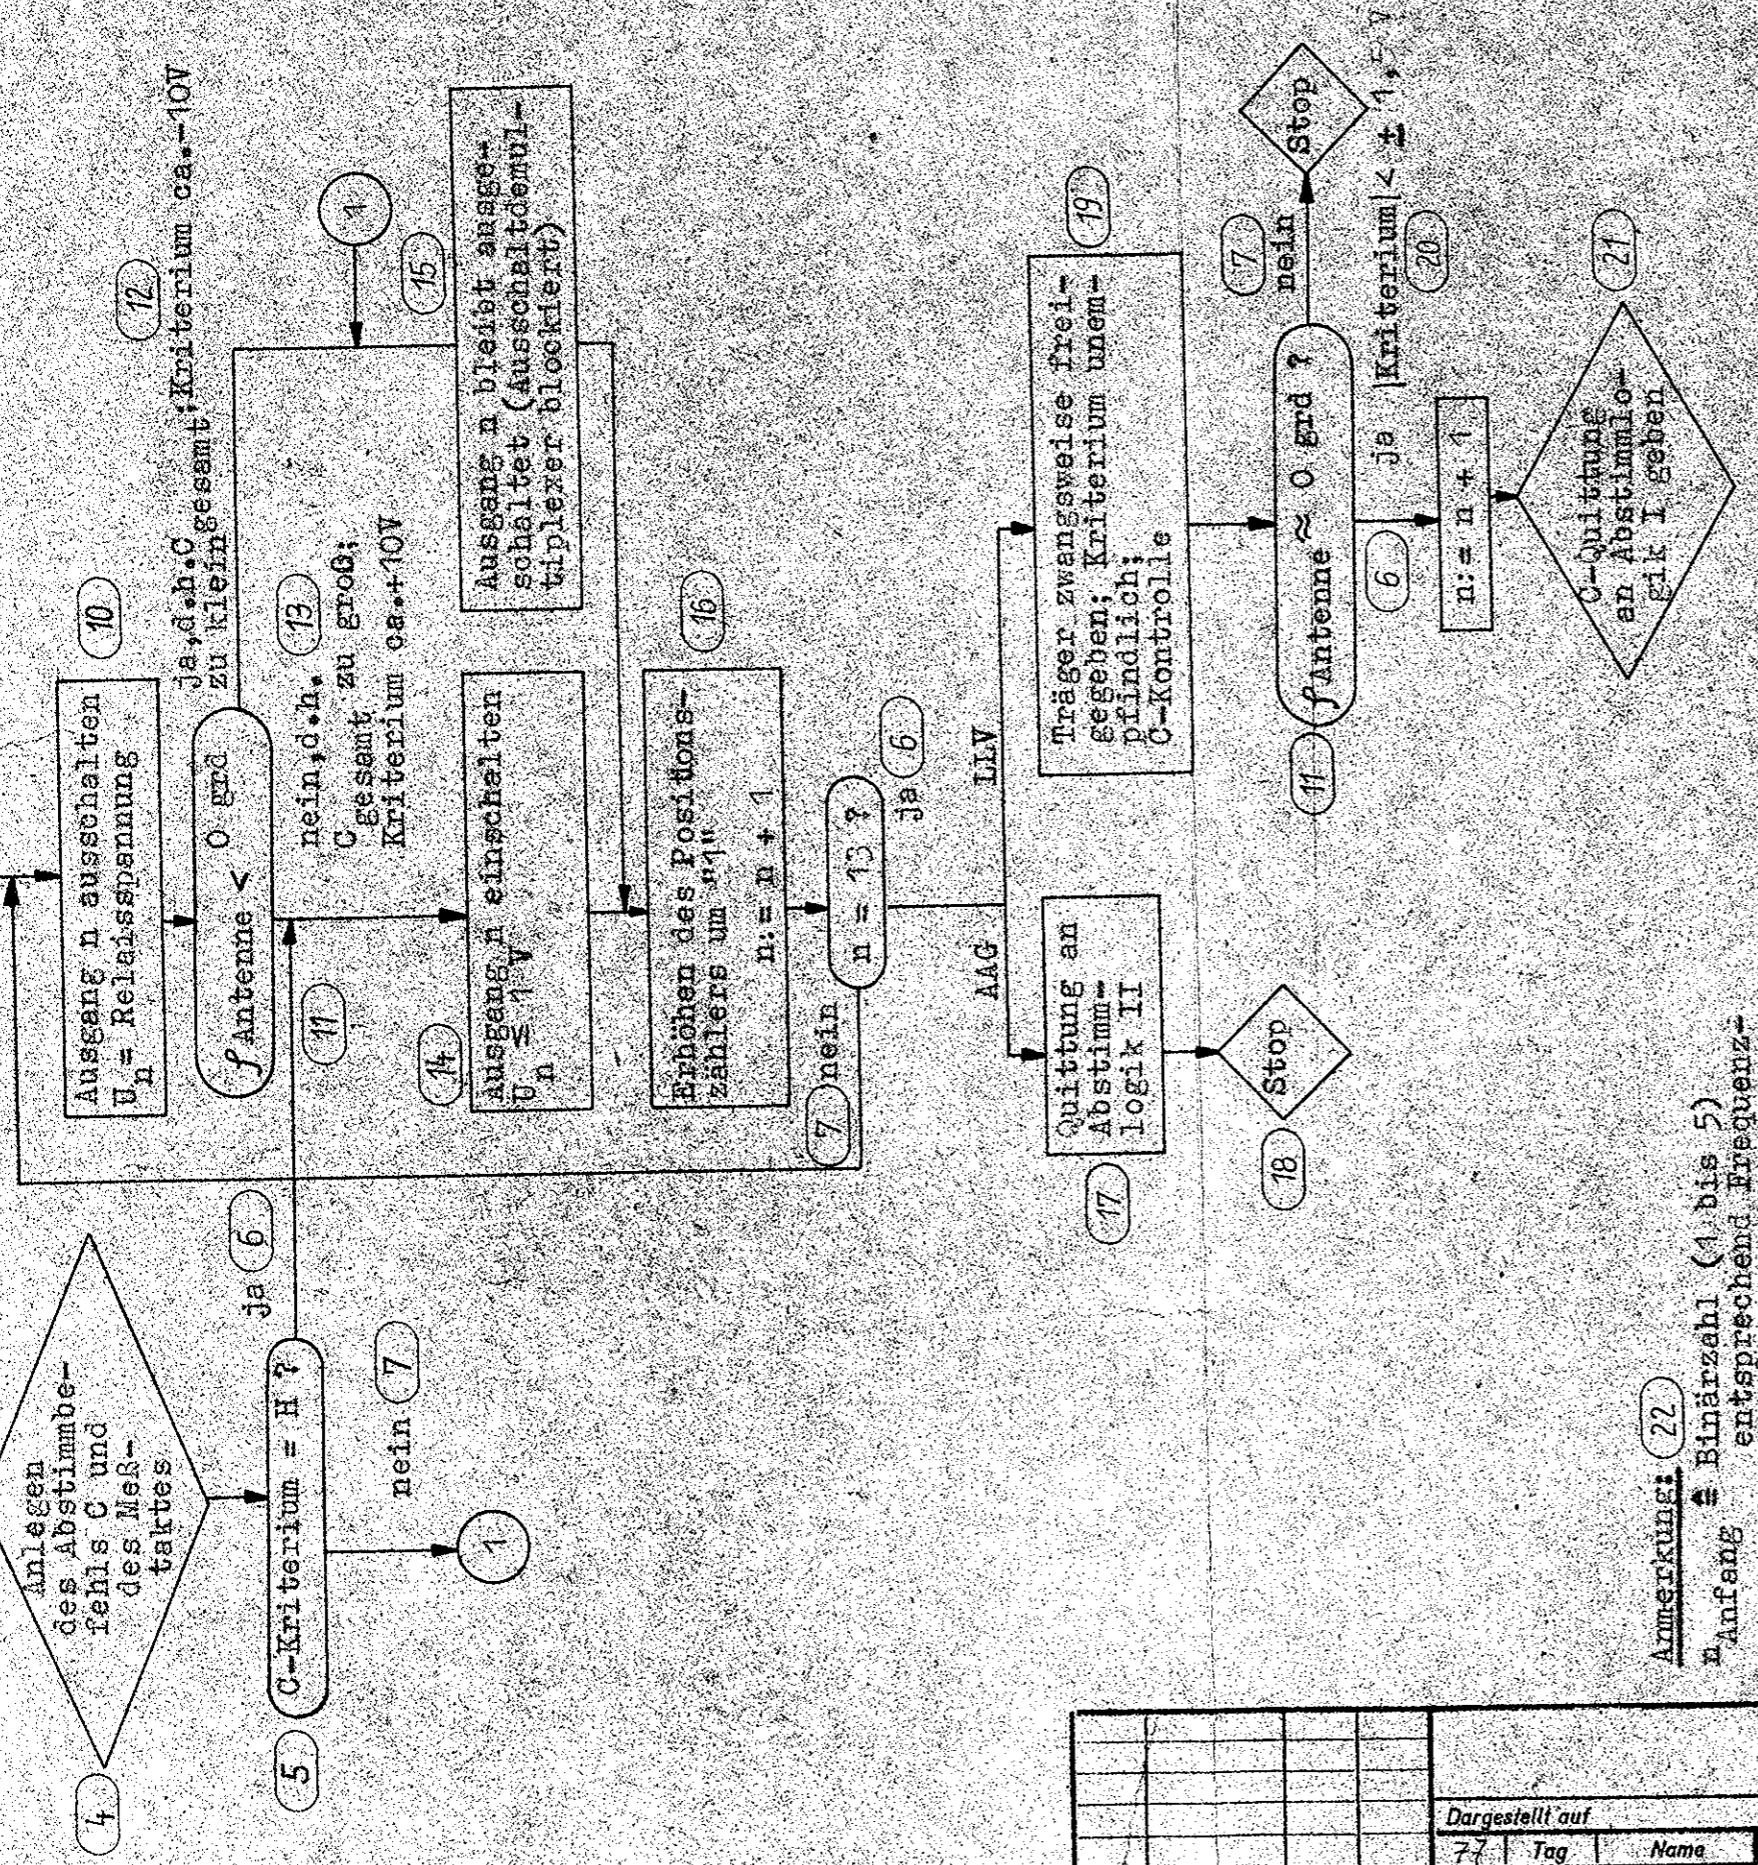 4
Anlegen
des Abstimmbe-
fehls C und
des Meß-
taktes
5
C-Kriterium = H ?
ja 6
nein 7
1
10
Ausgang n ausschalten
Un = Relaisspannung
11
φAntenne < 0 grd
12
ja,d.h.C
zu klein gesamt;Kriterium ca.-10V
13
nein,d.h.
C gesamt zu groß;
Kriterium ca.+10V
1
14
Ausgang n einschalten
Un ≤ 1 V
15
Ausgang n bleibt ausge-
schaltet (Ausschaltdemul-
tiplexer blockiert)
16
Erhöhen des Positions-
zählers um "1"
n:= n + 1
n = 13 ?
7 nein
ja 6
AAG
LLV
17
Quittung an
Abstimm-
logik II
18
Stop
19
Träger zwangsweise frei-
gegeben; Kriterium unem-
pfindlich;
C-Kontrolle
11
φAntenne ≈ 0 grd ?
7
nein
Stop
6
ja |Kriterium|< ± 1,5 V
20
n:= n + 1
21
C-Quittung
an Abstimmlo-
gik I geben
Anmerkung: 22
n Anfang ≙ Binärzahl (1 bis 5)
entsprechend Frequenz-
Dargestellt auf
77 Tag Name